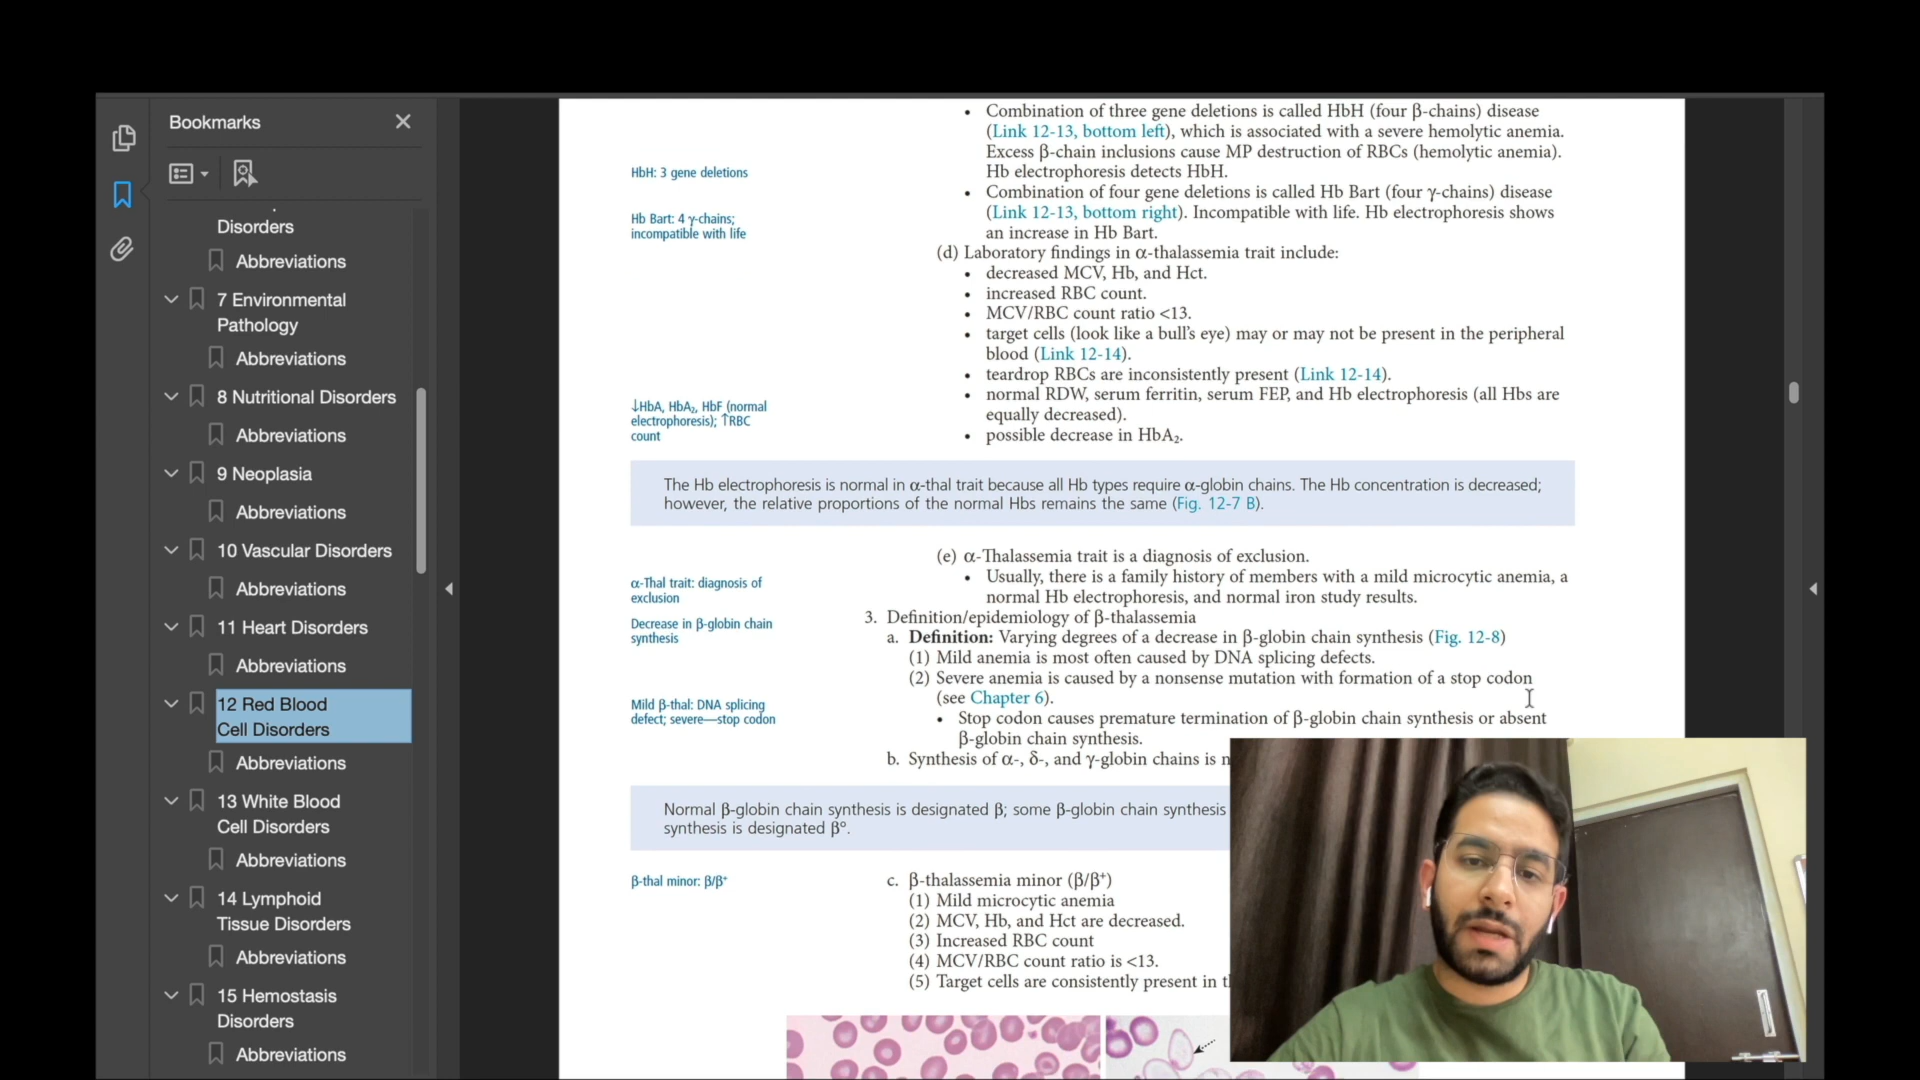 Bookmarks
Disorders
Abbreviations
7 Environmental
Pathology
Abbreviations
8 Nutritional Disorders
Abbreviations
9 Neoplasia
Abbreviations
10 Vascular Disorders
Abbreviations
11 Heart Disorders
Abbreviations
12 Red Blood
Cell Disorders
Abbreviations
13 White Blood
Cell Disorders
Abbreviations
14 Lymphoid
Tissue Disorders
Abbreviations
15 Hemostasis
Disorders
Abbreviations
• Combination of three gene deletions is called HbH (four β-chains) disease
(Link 12-13, bottom left), which is associated with a severe hemolytic anemia.
Excess β-chain inclusions cause MP destruction of RBCs (hemolytic anemia).
HbH: 3 gene deletions
Hb electrophoresis detects HbH.
• Combination of four gene deletions is called Hb Bart (four γ-chains) disease
Hb Bart: 4 γ-chains;
incompatible with life
(Link 12-13, bottom right). Incompatible with life. Hb electrophoresis shows
an increase in Hb Bart.
(d) Laboratory findings in α-thalassemia trait include:
• decreased MCV, Hb, and Hct.
• increased RBC count.
• MCV/RBC count ratio <13.
• target cells (look like a bull's eye) may or may not be present in the peripheral
blood (Link 12-14).
• teardrop RBCs are inconsistently present (Link 12-14).
• normal RDW, serum ferritin, serum FEP, and Hb electrophoresis (all Hbs are
equally decreased).
• possible decrease in HbA₂.
↓HbA, HbA₂, HbF (normal
electrophoresis); ↑RBC
count
The Hb electrophoresis is normal in α-thal trait because all Hb types require α-globin chains. The Hb concentration is decreased;
however, the relative proportions of the normal Hbs remains the same (Fig. 12-7 B).
(e) α-Thalassemia trait is a diagnosis of exclusion.
• Usually, there is a family history of members with a mild microcytic anemia, a
normal Hb electrophoresis, and normal iron study results.
α-Thal trait: diagnosis of
exclusion
3. Definition/epidemiology of β-thalassemia
Decrease in β-globin chain
synthesis
a. Definition: Varying degrees of a decrease in β-globin chain synthesis (Fig. 12-8)
(1) Mild anemia is most often caused by DNA splicing defects.
(2) Severe anemia is caused by a nonsense mutation with formation of a stop codon
(see Chapter 6).
Mild β-thal: DNA splicing
defect; severe—stop codon
• Stop codon causes premature termination of β-globin chain synthesis or absent
β-globin chain synthesis.
b. Synthesis of α-, δ-, and γ-globin chains is
Normal β-globin chain synthesis is designated β; some β-globin chain synthesis
synthesis is designated β°.
β-thal minor: β/β⁺
c. β-thalassemia minor (β/β⁺)
(1) Mild microcytic anemia
(2) MCV, Hb, and Hct are decreased.
(3) Increased RBC count
(4) MCV/RBC count ratio is <13.
(5) Target cells are consistently present in